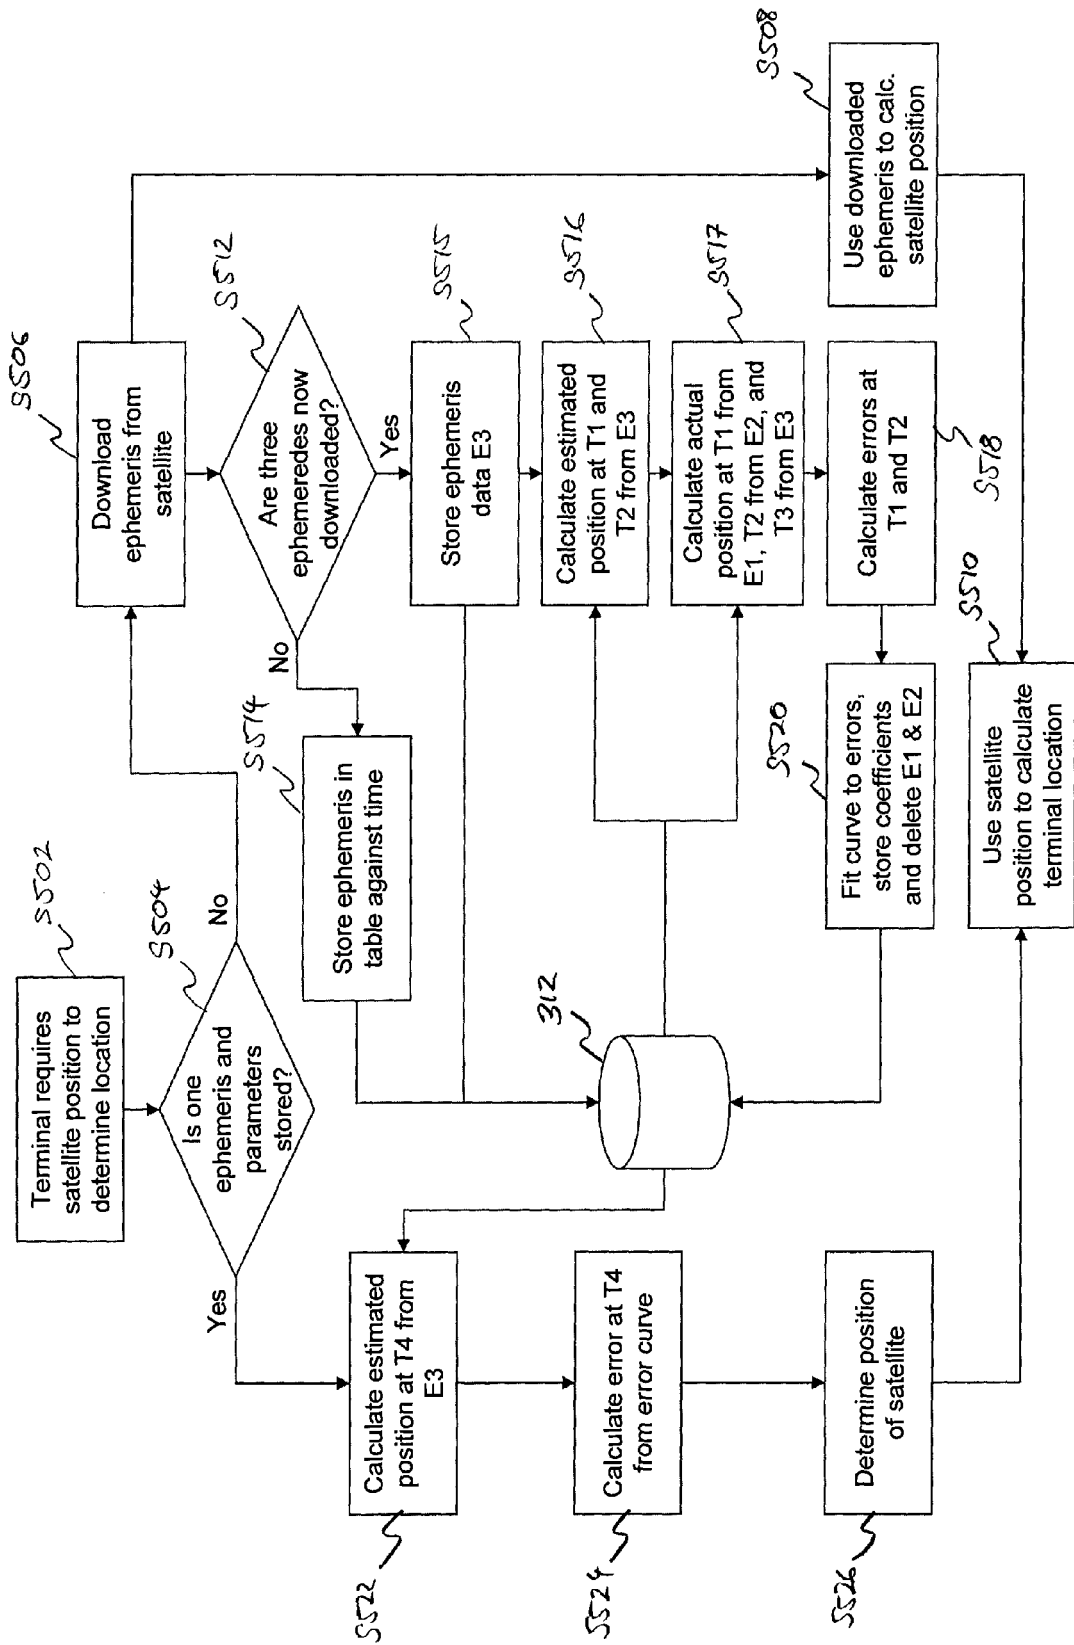 S502
Terminal requires
satellite position to
determine location
S504
Is one
ephemeris and
parameters
stored?
Yes
No
S506
Download
ephemeris from
satellite
S512
Are three
ephemeredes now
downloaded?
No
Yes
S514
Store ephemeris in
table against time
S515
Store ephemeris
data E3
S516
Calculate estimated
position at T1 and
T2 from E3
S517
Calculate actual
position at T1 from
E1, T2 from E2, and
T3 from E3
Calculate errors at
T1 and T2
S518
S520
Fit curve to errors,
store coefficients
and delete E1 & E2
312
S508
Use downloaded
ephemeris to calc.
satellite position
S510
Use satellite
position to calculate
terminal location
Calculate estimated
position at T4 from
E3
S522
Calculate error at T4
from error curve
S524
Determine position
of satellite
S526